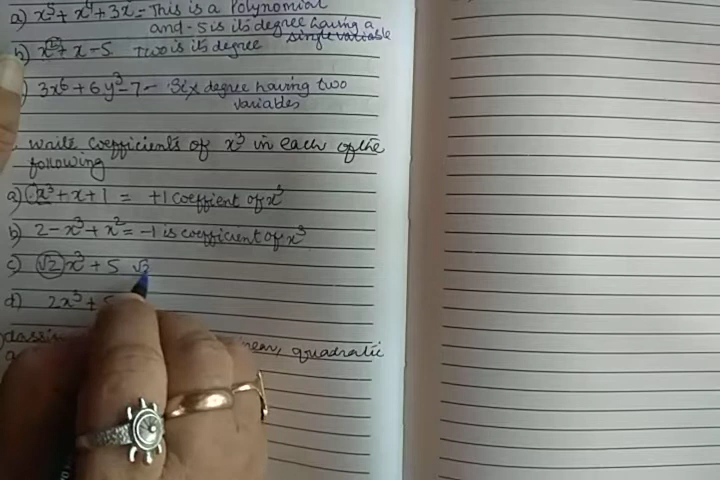 a) x⁵ + x⁴ + 3x - This is a Polynomial
and - 5 is its degree having a
single variable
b) x² + x - 5 Two is its degree
) 3x⁶ + 6y³ - 7 - Six degree having two
variables
write coefficients of x³ in each of the
following
a) x³ + x + 1 = +1 coeffient of x³
b) 2 - x³ + x² = -1 is coefficient of x³
c) √2 x³ + 5 √2
d) 2x³ + 5
quadratic